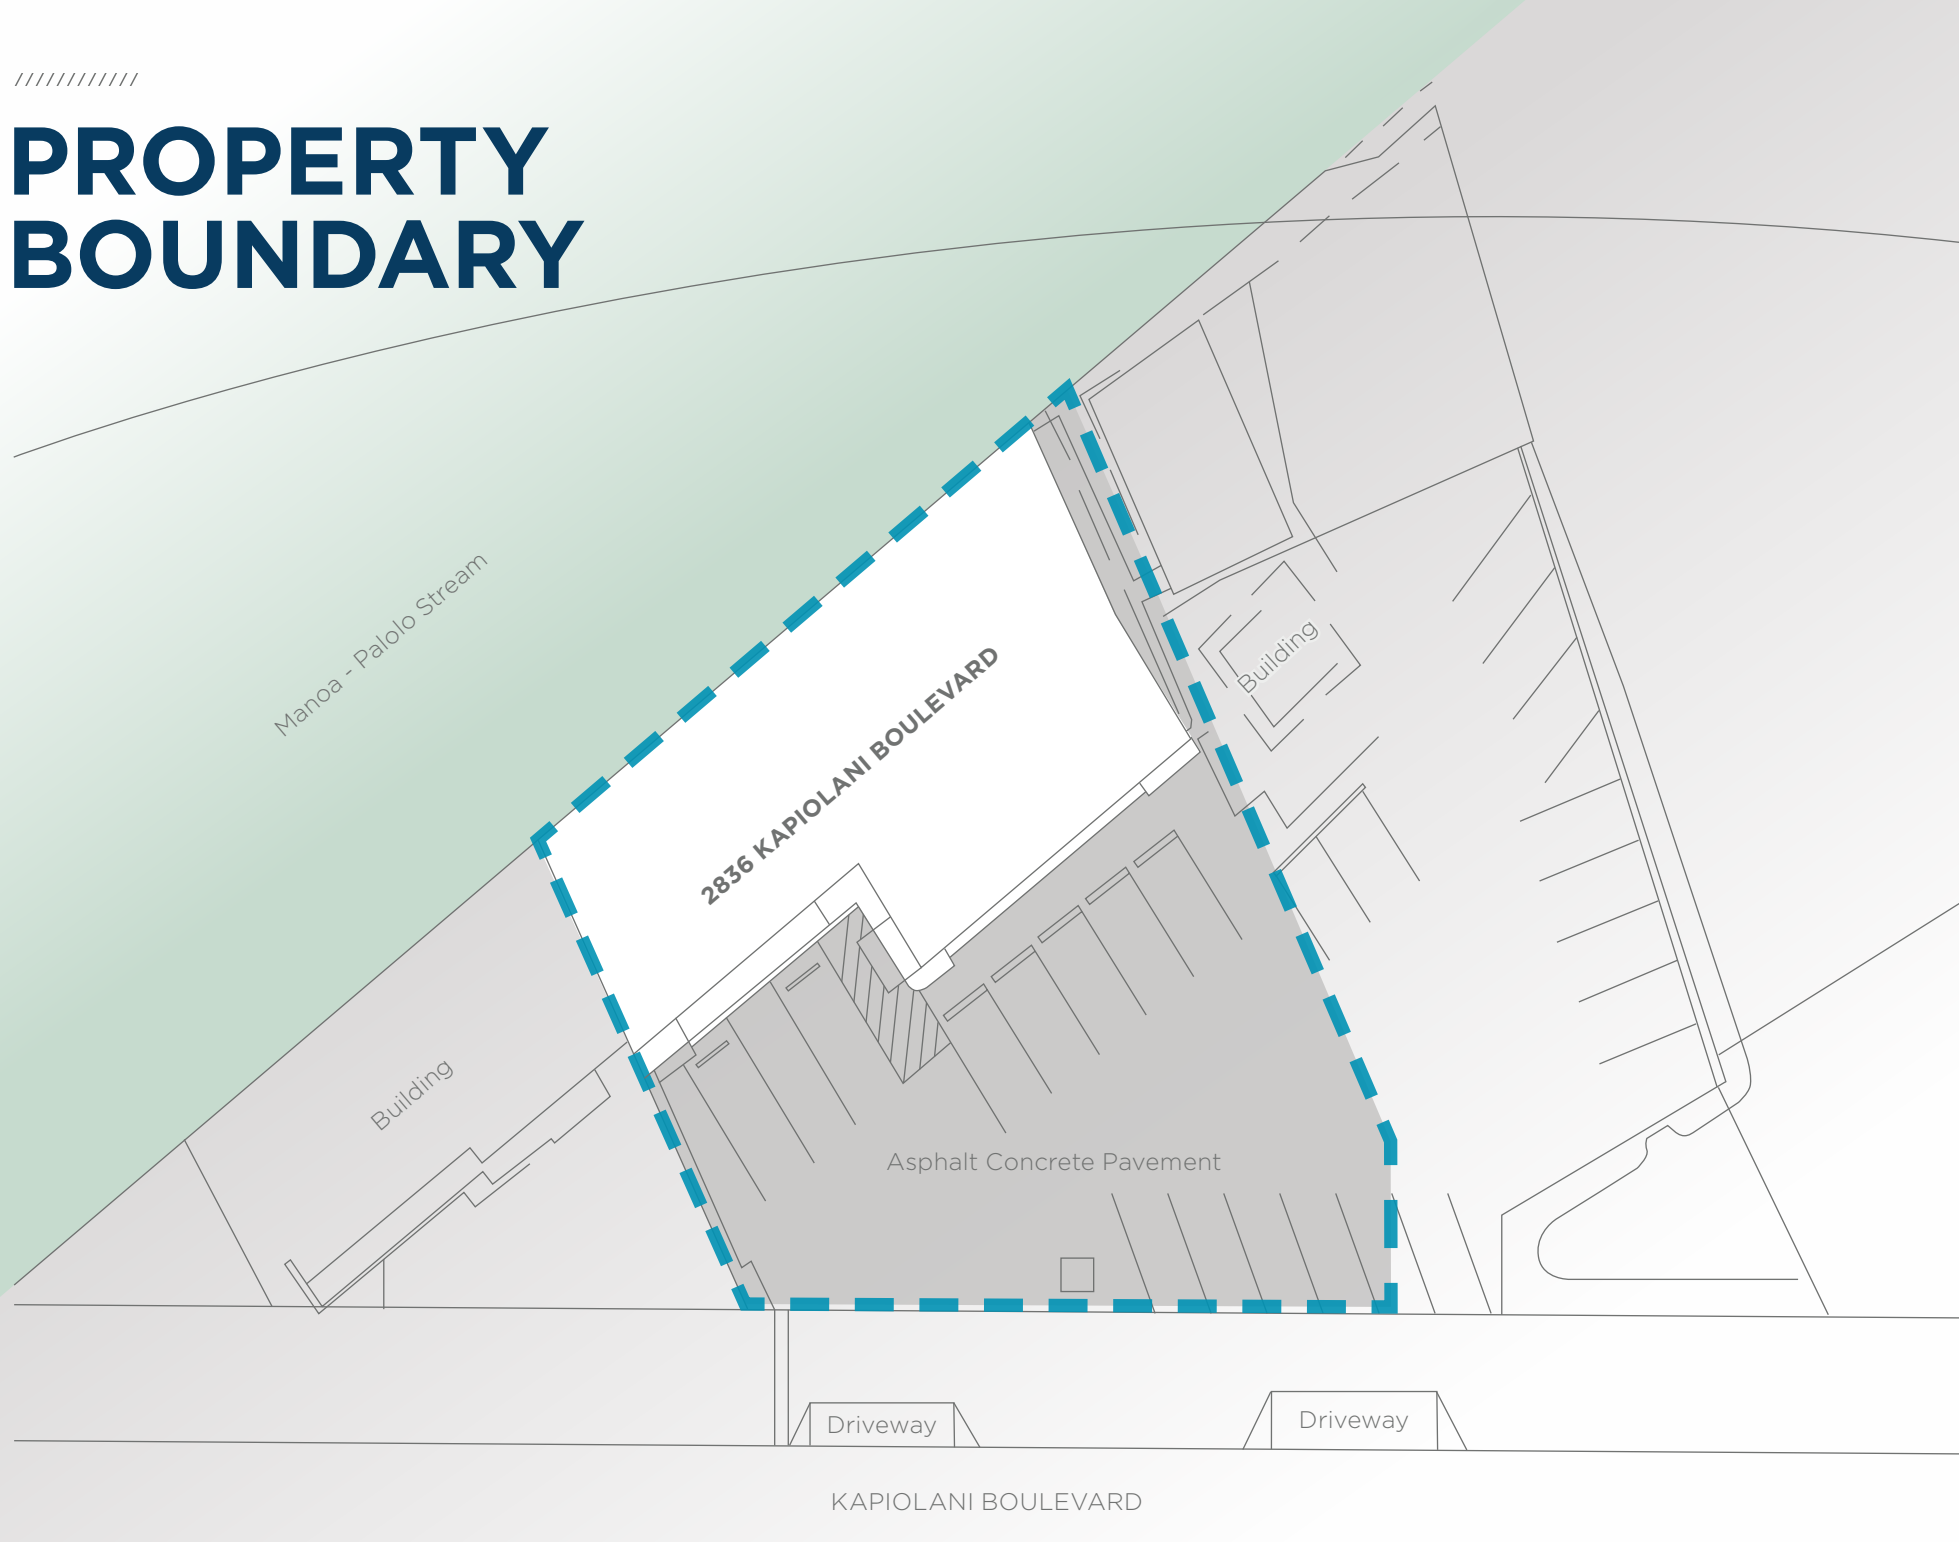 PROPERTY
BOUNDARY
Manoa - Palolo Stream
2836 KAPIOLANI BOULEVARD
Building
Building
Asphalt Concrete Pavement
Driveway
Driveway
KAPIOLANI BOULEVARD